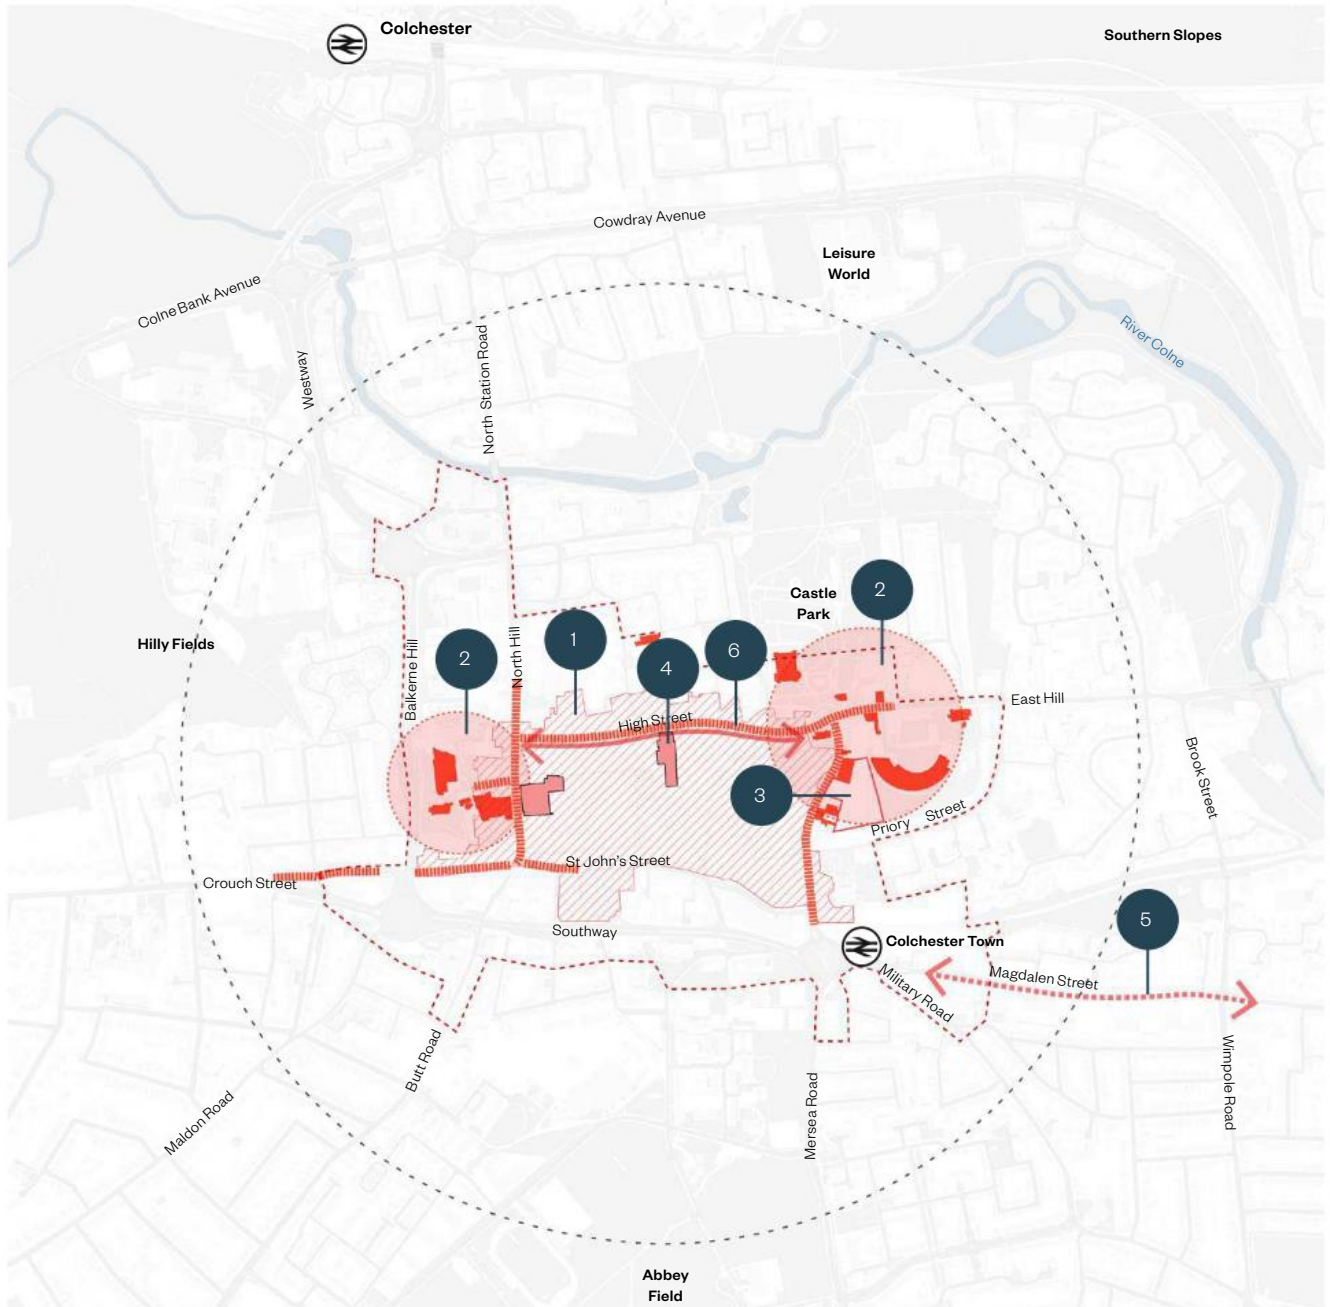 Colchester
Southern Slopes
Cowdray Avenue
Leisure
World
Colne Bank Avenue
River Colne
Westway
North Station Road
Castle
Park
2
Hilly Fields
Balkerne Hill
2
North Hill
1
4
6
East Hill
High Street
Brook Street
3
Priory Street
St John's Street
Crouch Street
5
Southway
Colchester Town
Military Road
Magdalen Street
Butt Road
Mersea Road
Wimpole Road
Maldon Road
Abbey
Field